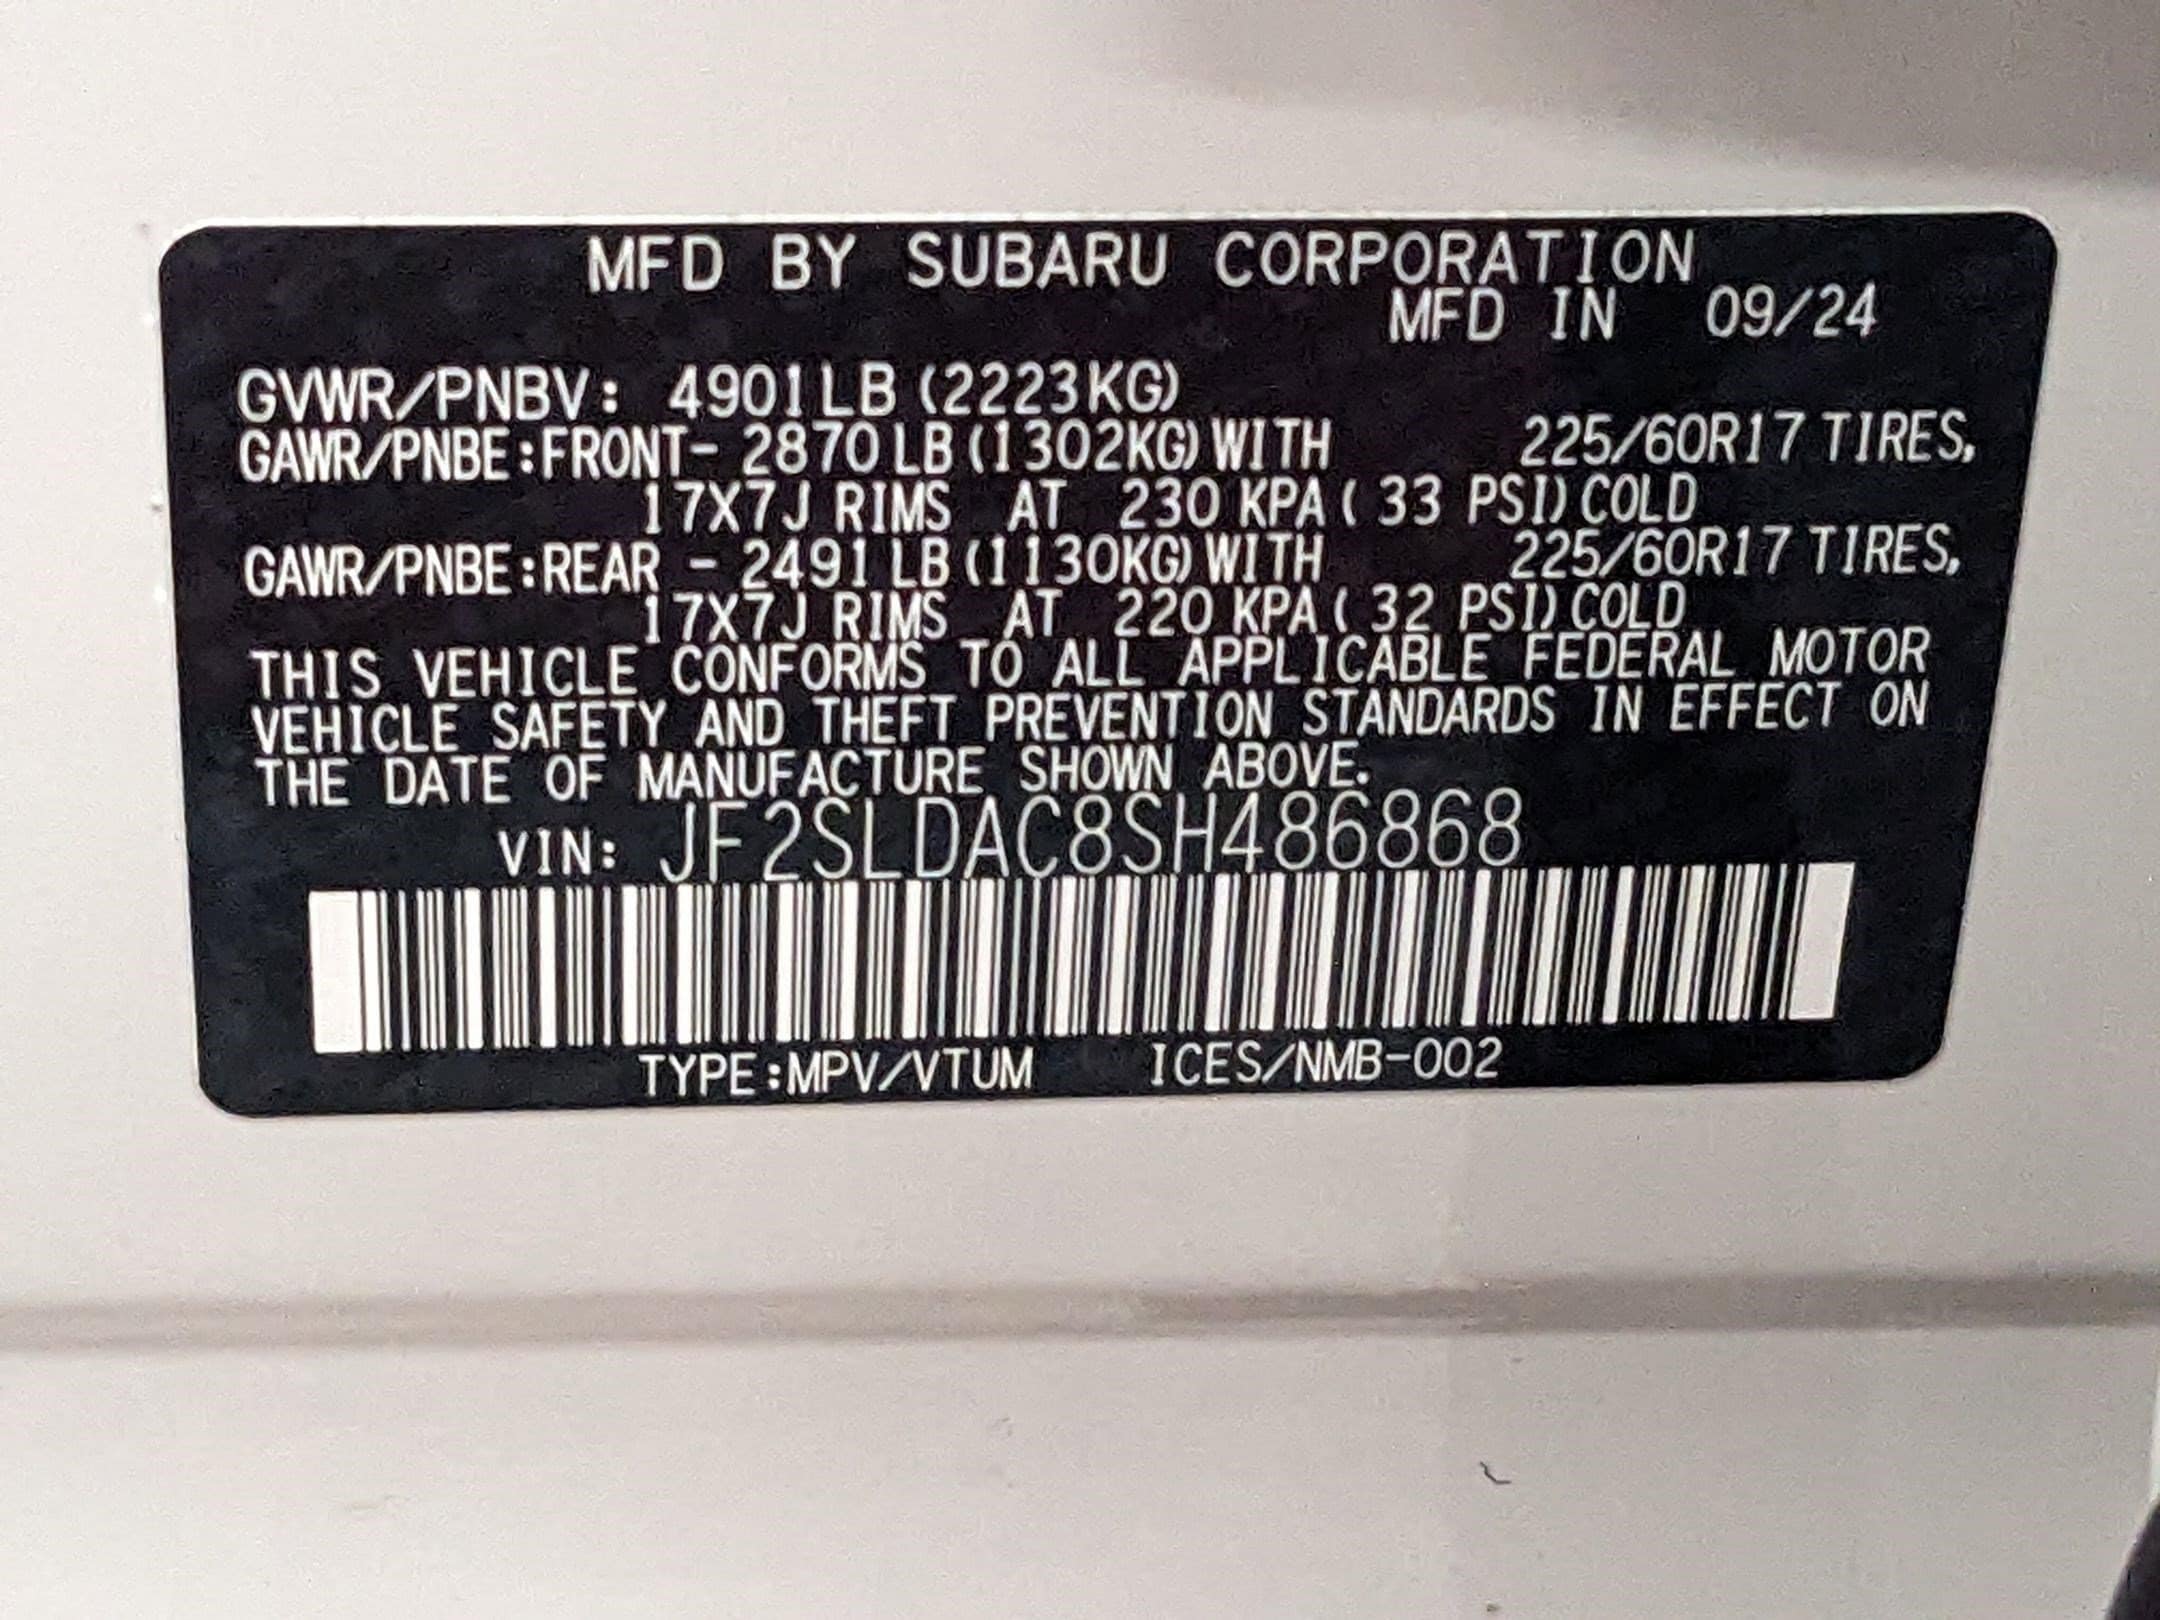 MFD BY SUBARU CORPORATION
MFD IN 09/24
GVWR/PNBV: 4901LB (2223KG)
GAWR/PNBE:FRONT- 2870 LB (1302KG) WITH 225/60R17 TIRES,
17X7J RIMS AT 230 KPA ( 33 PSI) COLD
GAWR/PNBE:REAR - 2491 LB (1130KG) WITH 225/60R17 TIRES,
17X7J RIMS AT 220 KPA ( 32 PSI) COLD
THIS VEHICLE CONFORMS TO ALL APPLICABLE FEDERAL MOTOR
VEHICLE SAFETY AND THEFT PREVENTION STANDARDS IN EFFECT ON
THE DATE OF MANUFACTURE SHOWN ABOVE.
VIN: JF2SLDAC8SH486868
TYPE:MPV/VTUM ICES/NMB-002